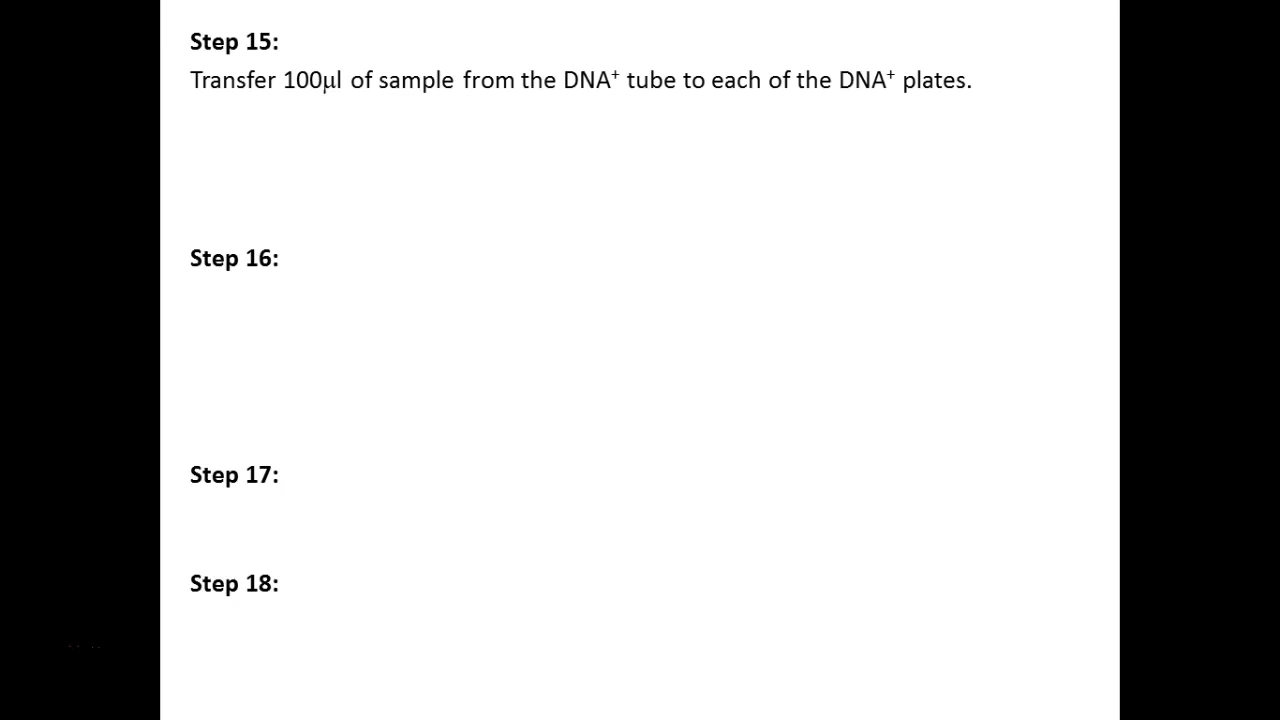 Step 15:
Transfer 100µl of sample from the DNA⁺ tube to each of the DNA⁺ plates.
Step 16:
Step 17:
Step 18: